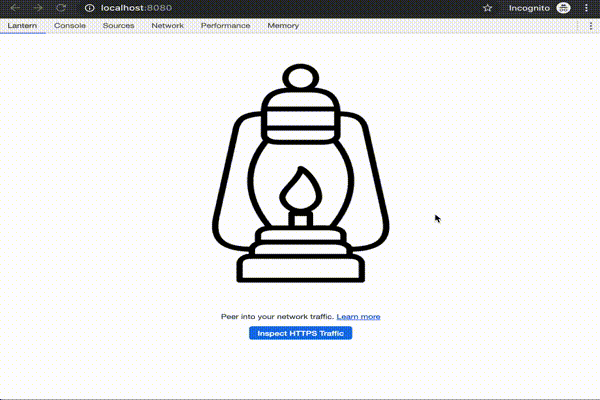 localhost:8080
Incognito
Lantern Console Sources Network Performance Memory
Peer into your network traffic. Learn more
Inspect HTTPS Traffic